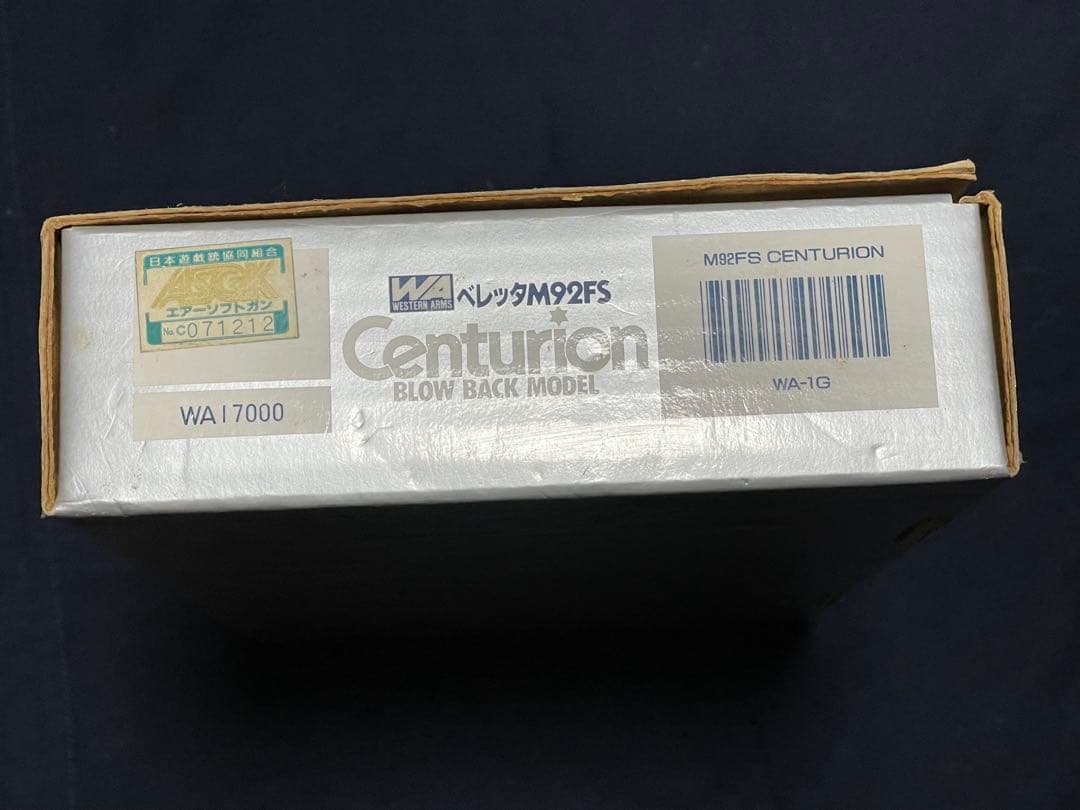 日本遊戯銃協同組合
ASGK
エアーソフトガン
No.C071212
WA17000
WA
WESTERN ARMS
ベレッタM92FS
Centurion
BLOW BACK MODEL
M92FS CENTURION
WA-1G